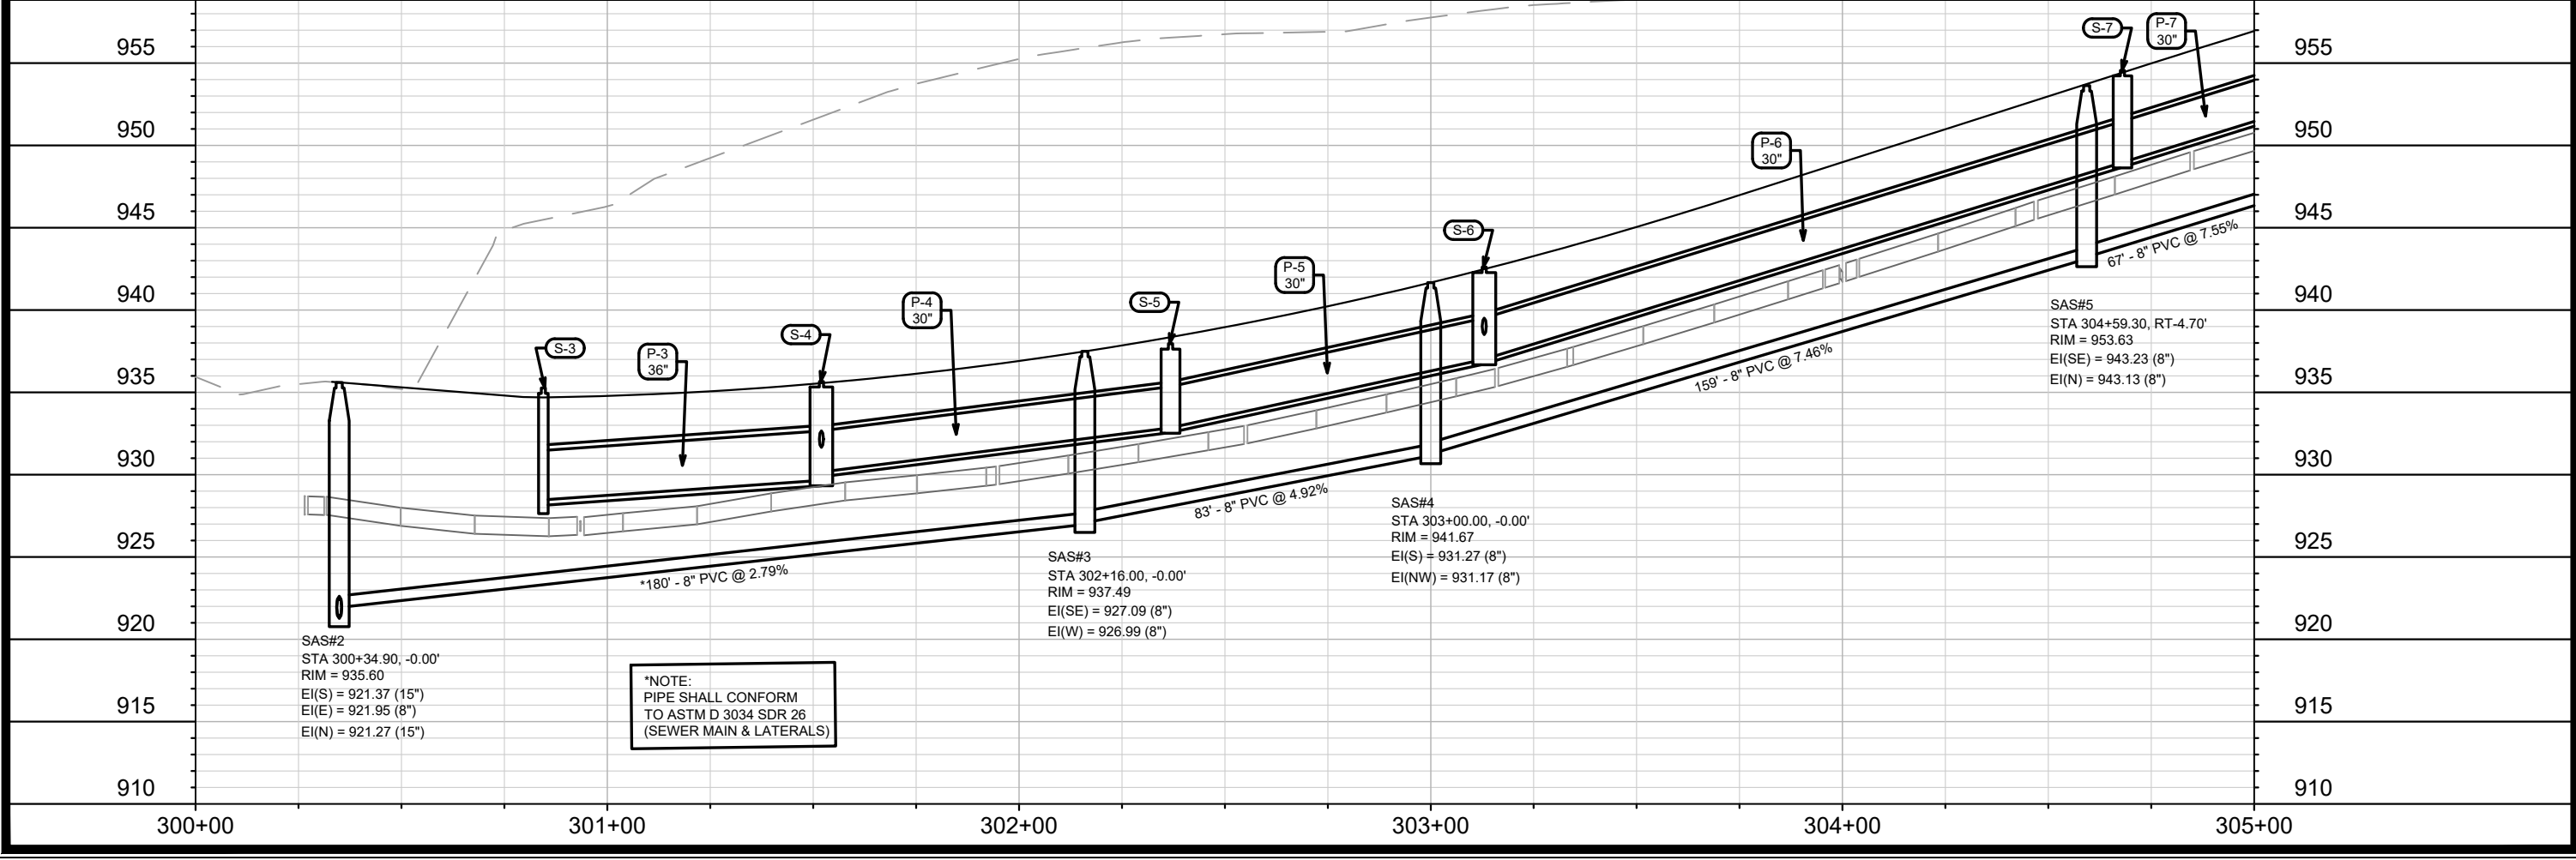 S-7
P-7
30"
955
955
950
950
P-6
30"
945
945
S-6
67' - 8" PVC @ 7.55%
P-5
30"
940
940
P-4
30"
S-5
SAS#5
STA 304+59.30, RT-4.70'
RIM = 953.63
EI(SE) = 943.23 (8")
EI(N) = 943.13 (8")
S-4
S-3
P-3
36"
159' - 8" PVC @ 7.46%
935
935
930
930
83' - 8" PVC @ 4.92%
SAS#4
STA 303+00.00, -0.00'
RIM = 941.67
EI(S) = 931.27 (8")
EI(NW) = 931.17 (8")
925
925
*180' - 8" PVC @ 2.79%
SAS#3
STA 302+16.00, -0.00'
RIM = 937.49
EI(SE) = 927.09 (8")
EI(W) = 926.99 (8")
920
920
SAS#2
STA 300+34.90, -0.00'
RIM = 935.60
EI(S) = 921.37 (15")
EI(E) = 921.95 (8")
EI(N) = 921.27 (15")
*NOTE:
PIPE SHALL CONFORM
TO ASTM D 3034 SDR 26
(SEWER MAIN & LATERALS)
915
915
910
910
300+00
301+00
302+00
303+00
304+00
305+00